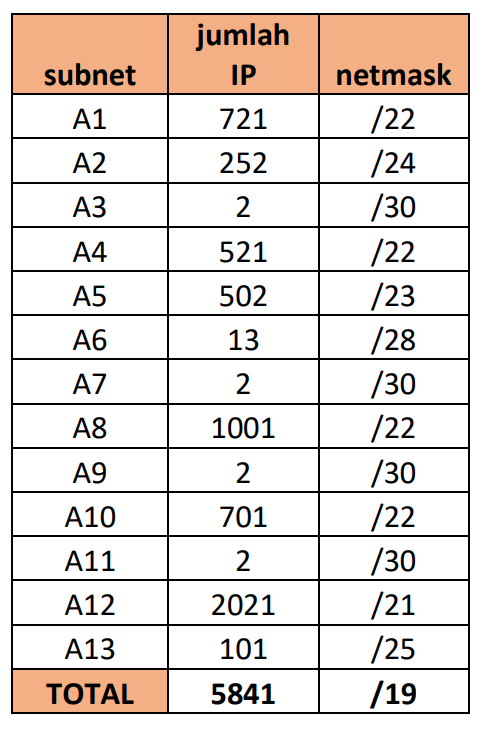 subnet jumlah IP netmask
A1 721 /22
A2 252 /24
A3 2 /30
A4 521 /22
A5 502 /23
A6 13 /28
A7 2 /30
A8 1001 /22
A9 2 /30
A10 701 /22
A11 2 /30
A12 2021 /21
A13 101 /25
TOTAL 5841 /19